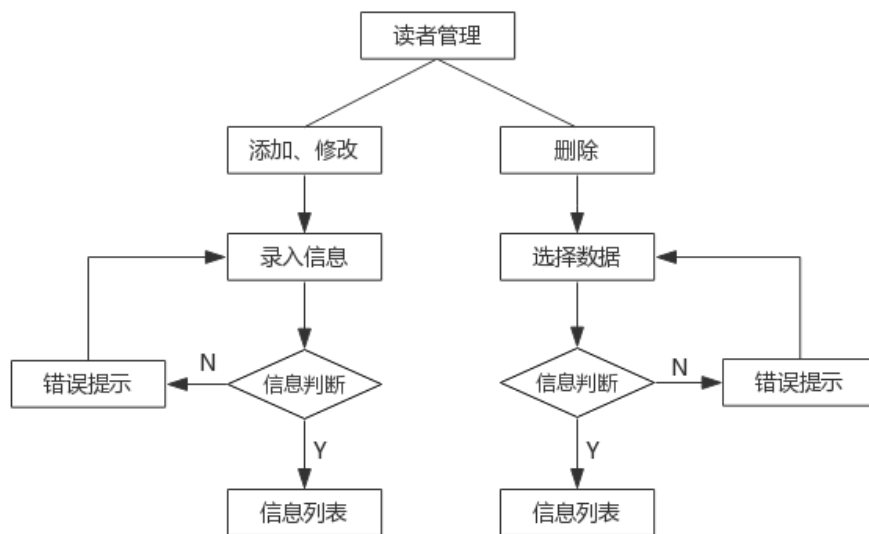 读者管理
添加、修改
删除
录入信息
选择数据
N
N
错误提示
信息判断
信息判断
错误提示
Y
Y
信息列表
信息列表